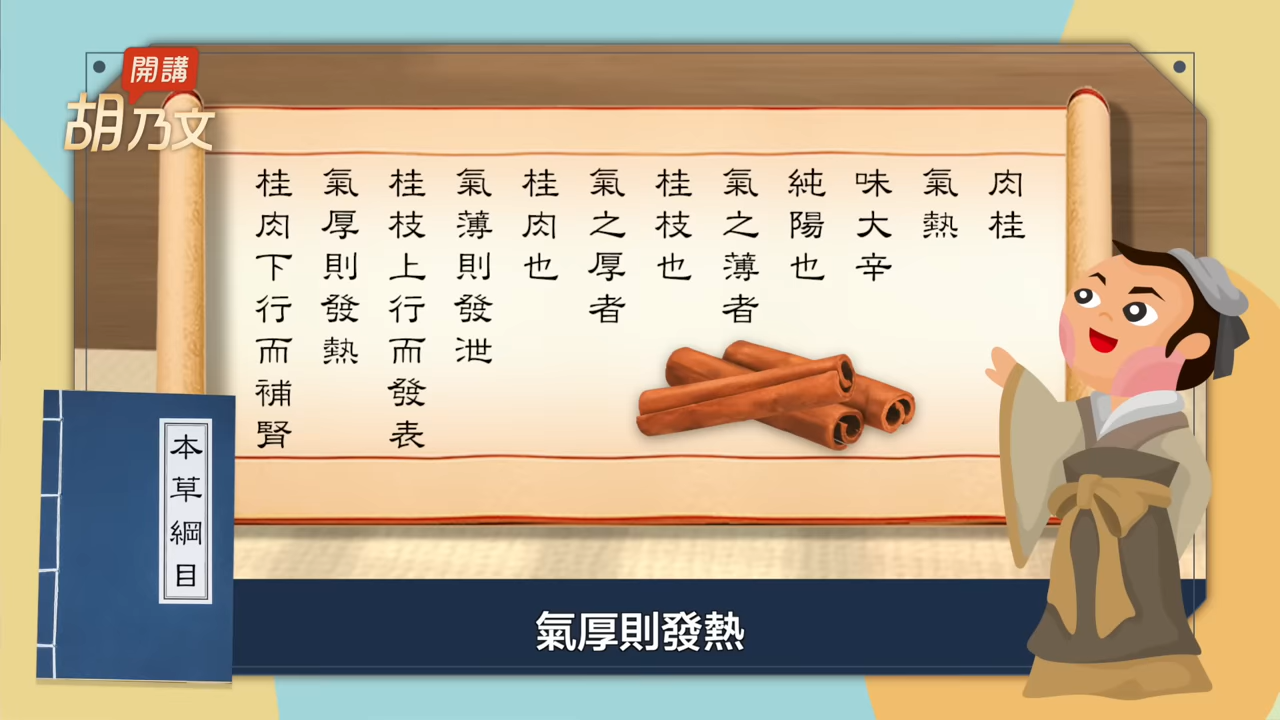 開講
胡乃文
肉桂
氣熱
味大辛
純陽也
氣之薄者
桂枝也
氣之厚者
桂肉也
氣薄則發泄
桂枝上行而發表
氣厚則發熱
桂肉下行而補腎
本草綱目
氣厚則發熱